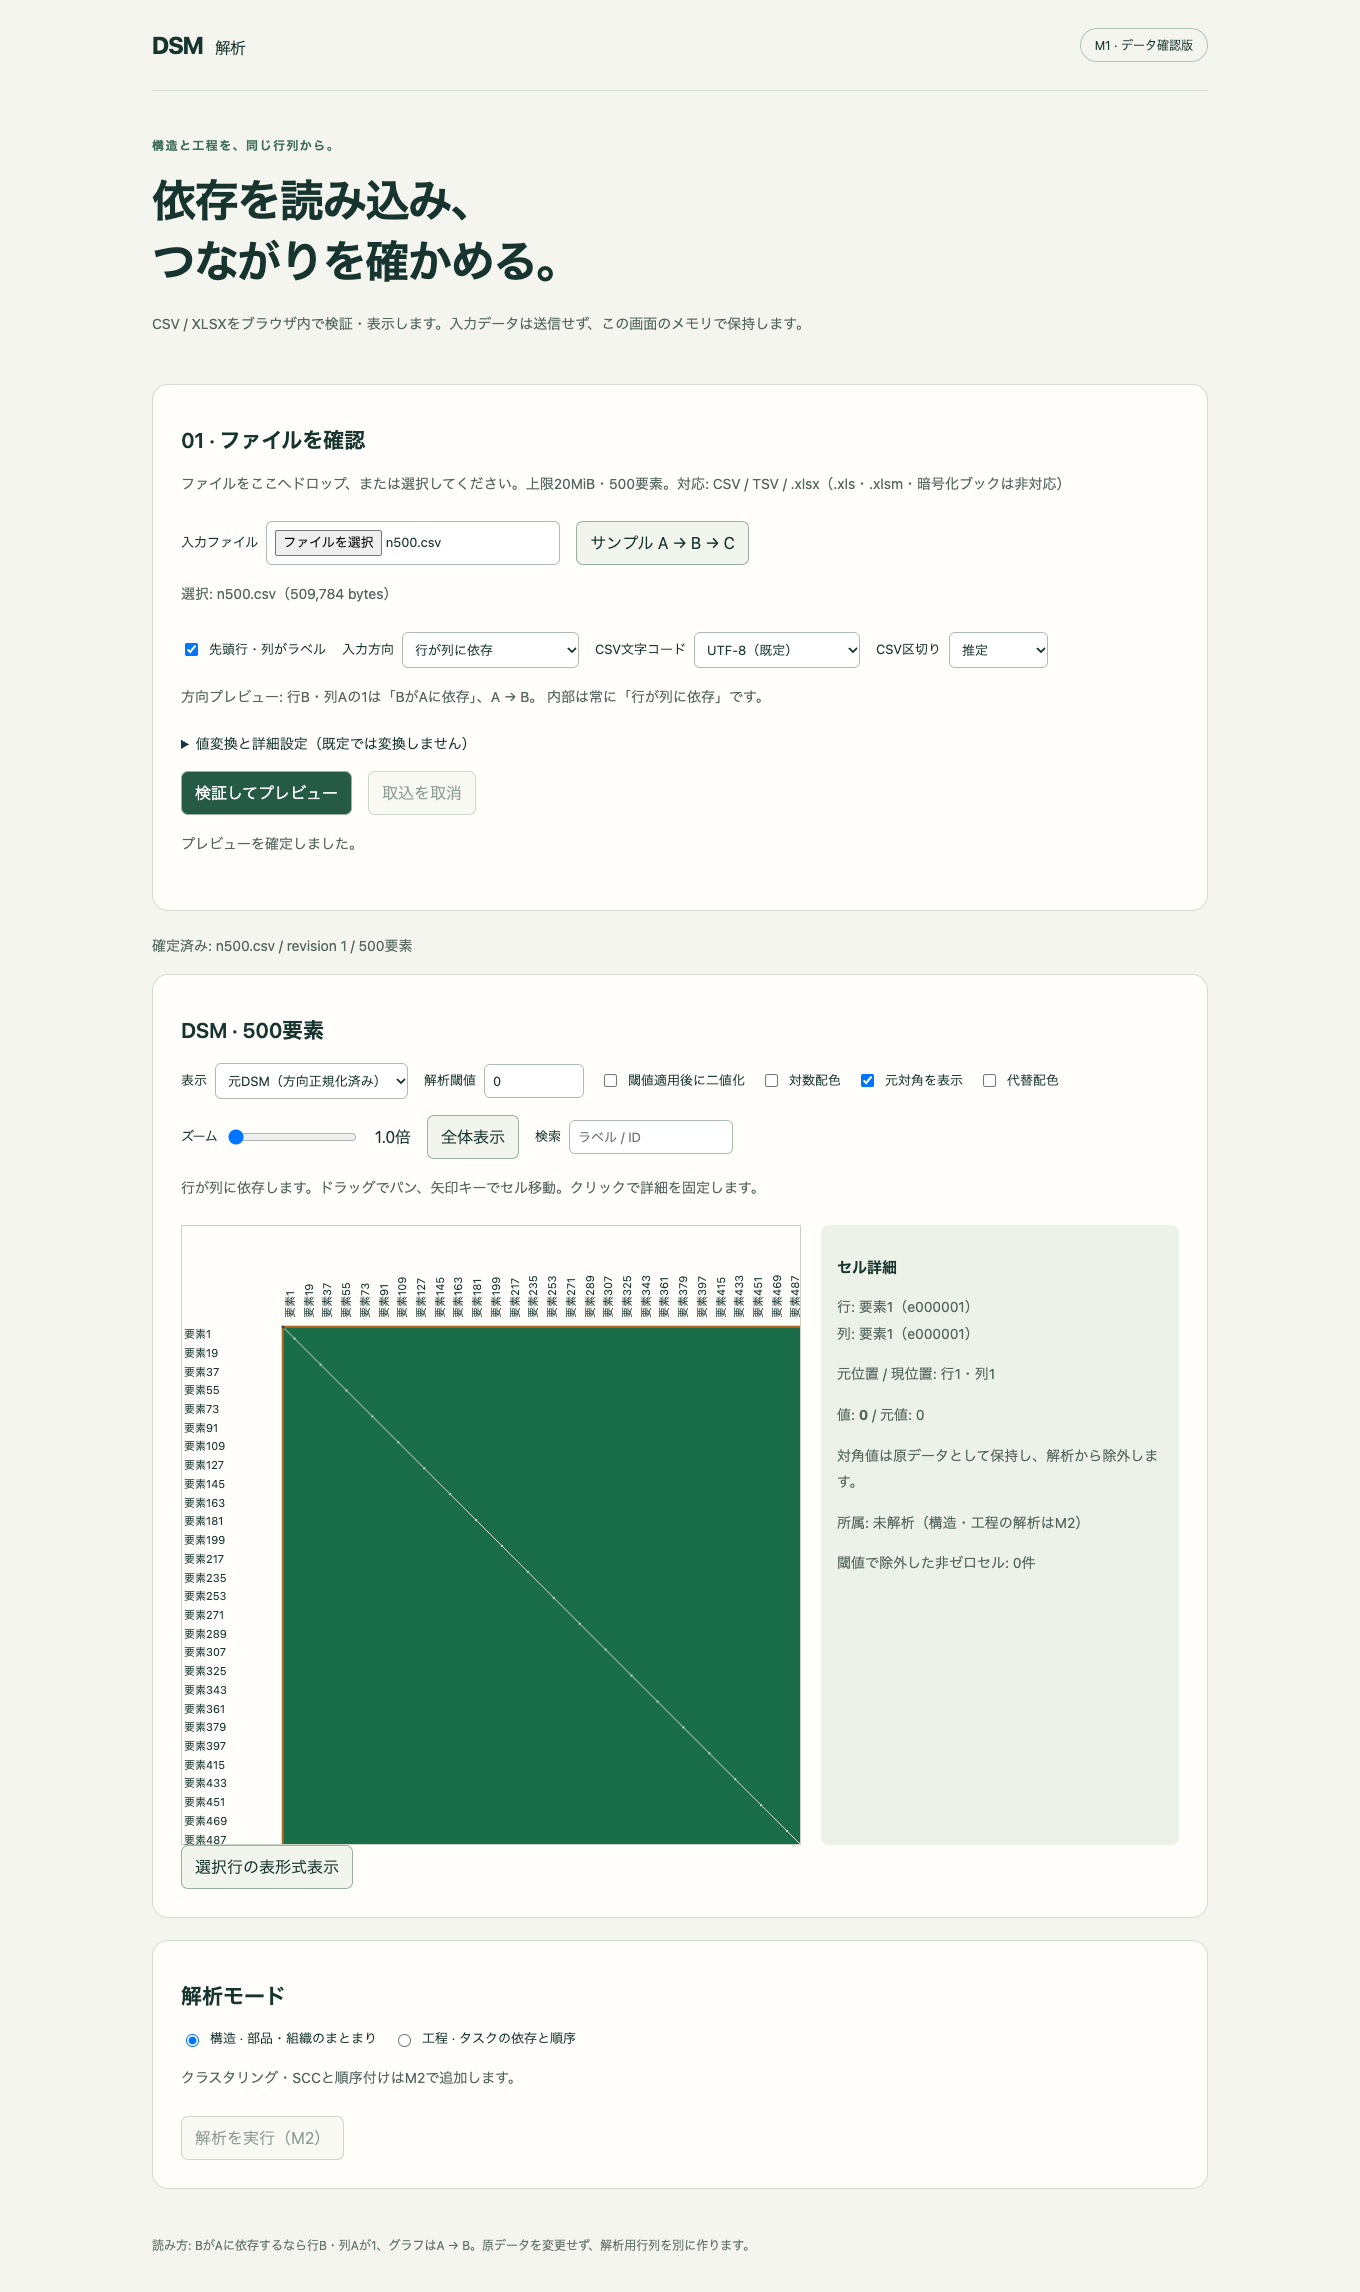 DSM 解析
M1 · データ確認版
構造と工程を、同じ行列から。
依存を読み込み、
つながりを確かめる。
CSV / XLSXをブラウザ内で検証・表示します。入力データは送信せず、この画面のメモリで保持します。
01 · ファイルを確認
ファイルをここへドロップ、または選択してください。上限20MiB・500要素。対応: CSV / TSV / .xlsx（.xls・.xlsm・暗号化ブックは非対応）
入力ファイル ファイルを選択 n500.csv サンプル A → B → C
選択: n500.csv（509,784 bytes）
先頭行・列がラベル 入力方向 行が列に依存 CSV文字コード UTF-8（既定） CSV区切り 推定
方向プレビュー: 行B・列Aの1は「BがAに依存」、A → B。 内部は常に「行が列に依存」です。
▶ 値変換と詳細設定（既定では変換しません）
検証してプレビュー 取込を取消
プレビューを確定しました。
確定済み: n500.csv / revision 1 / 500要素
DSM · 500要素
表示 元DSM（方向正規化済み） 解析閾値 0 閾値適用後に二値化 対数配色 元対角を表示 代替配色
ズーム 1.0倍 全体表示 検索 ラベル / ID
行が列に依存します。ドラッグでパン、矢印キーでセル移動。クリックで詳細を固定します。
要素1 要素19 要素37 要素55 要素73 要素91 要素109 要素127 要素145 要素163 要素181 要素199 要素217 要素235 要素253 要素271 要素289 要素307 要素325 要素343 要素361 要素379 要素397 要素415 要素433 要素451 要素469 要素487
要素1
要素19
要素37
要素55
要素73
要素91
要素109
要素127
要素145
要素163
要素181
要素199
要素217
要素235
要素253
要素271
要素289
要素307
要素325
要素343
要素361
要素379
要素397
要素415
要素433
要素451
要素469
要素487
セル詳細
行: 要素1（e000001）
列: 要素1（e000001）
元位置 / 現位置: 行1・列1
値: 0 / 元値: 0
対角値は原データとして保持し、解析から除外しま
す。
所属: 未解析（構造・工程の解析はM2）
閾値で除外した非ゼロセル: 0件
選択行の表形式表示
解析モード
構造 · 部品・組織のまとまり 工程 · タスクの依存と順序
クラスタリング・SCCと順序付けはM2で追加します。
解析を実行（M2）
読み方: BがAに依存するなら行B・列Aが1、グラフはA → B。原データを変更せず、解析用行列を別に作ります。